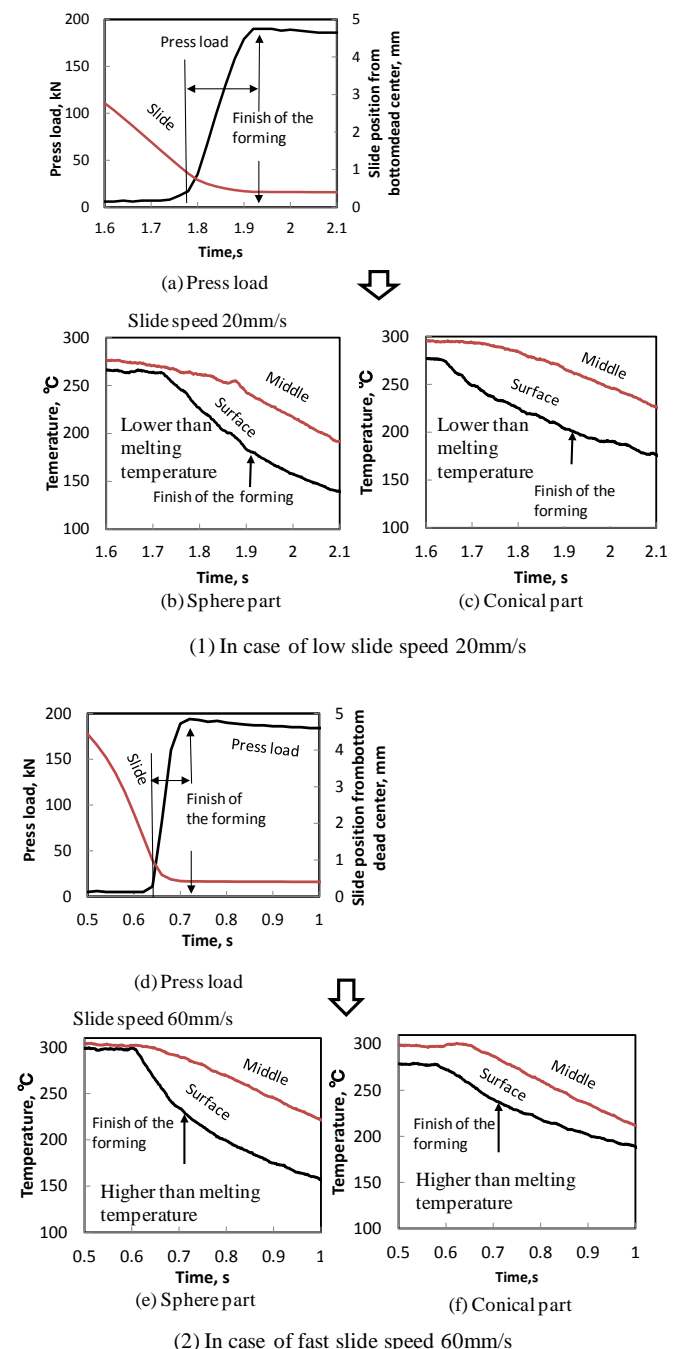 200
150
100
50
0
Press load, kN
5
4
3
2
1
0
Slide position from
bottomdead center, mm
Press load
Slide
Finish of the
forming
1.6 1.7 1.8 1.9 2 2.1
Time,s
(a) Press load
Slide speed 20mm/s
300
250
200
150
100
Temerature, ℃
Middle
Surface
Lower than
melting
temperature
Finish of the forming
1.6 1.7 1.8 1.9 2 2.1
Time, s
(b) Sphere part
300
250
200
150
100
Temperature, ℃
Middle
Surface
Lower than
melting
temperature
Finish of the
forming
1.6 1.7 1.8 1.9 2 2.1
Time, s
(c) Conical part
(1) In case of low slide speed 20mm/s
200
150
100
50
0
Press load, kN
5
4
3
2
1
0
Slide position frombottom
dead center, mm
Slide
Press load
Finish of
the forming
0.5 0.6 0.7 0.8 0.9 1
Time, s
(d) Press load
Slide speed 60mm/s
300
250
200
150
100
Temperature, ℃
Middle
Surface
Finish of the
forming
Higher than melting
temperature
0.5 0.6 0.7 0.8 0.9 1
Time, s
(e) Sphere part
300
250
200
150
100
Temperature, ℃
Middle
Surface
Finish of the
forming
Higher than melting
temperature
0.5 0.6 0.7 0.8 0.9 1
Time,s
(f) Conical part
(2) In case of fast slide speed 60mm/s